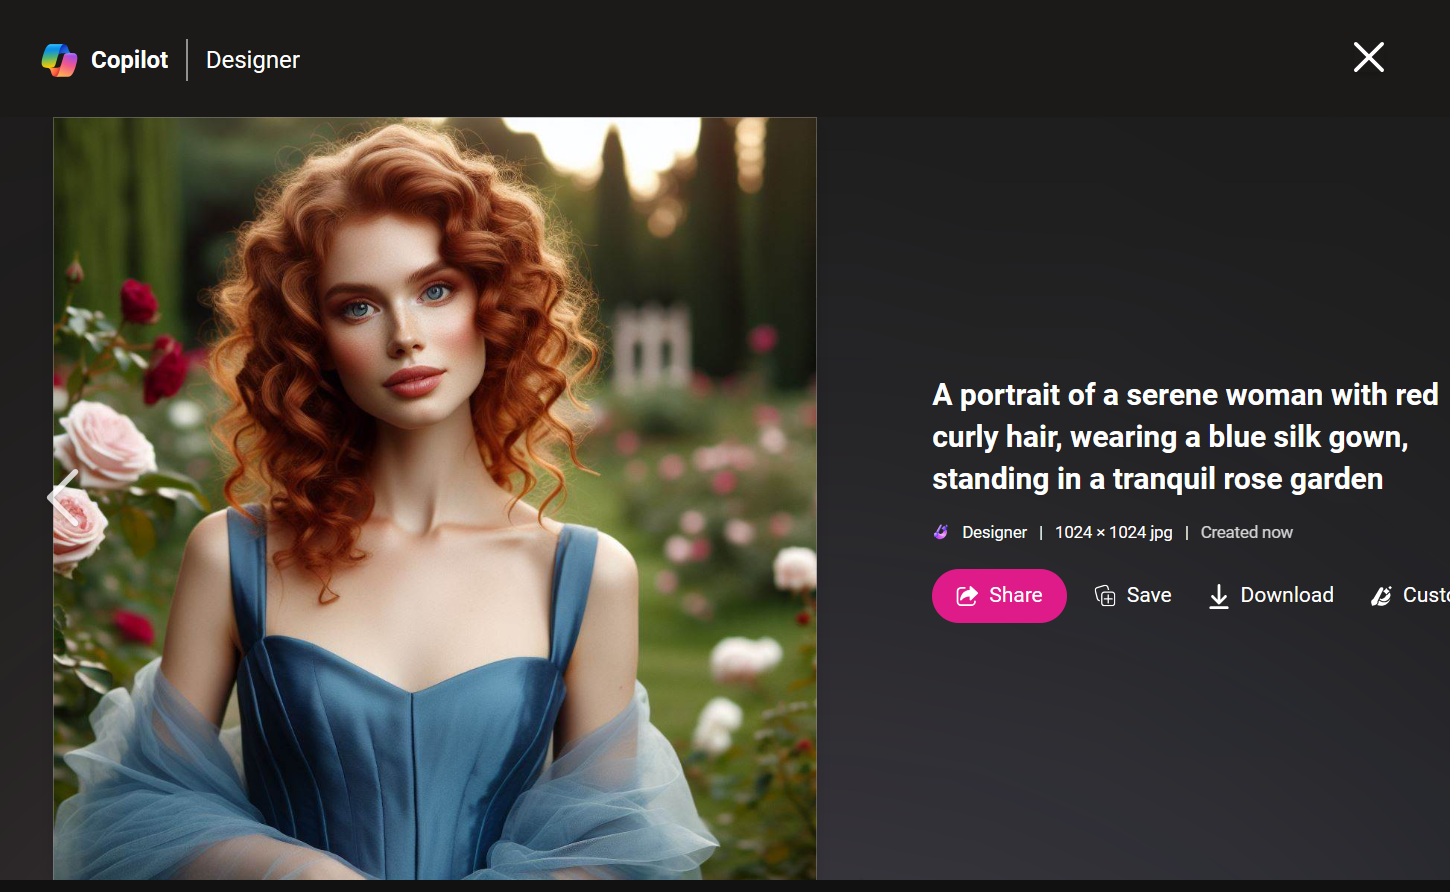 Copilot | Designer
A portrait of a serene woman with red
curly hair, wearing a blue silk gown,
standing in a tranquil rose garden
Designer | 1024 × 1024 jpg | Created now
Share Save Download Custo